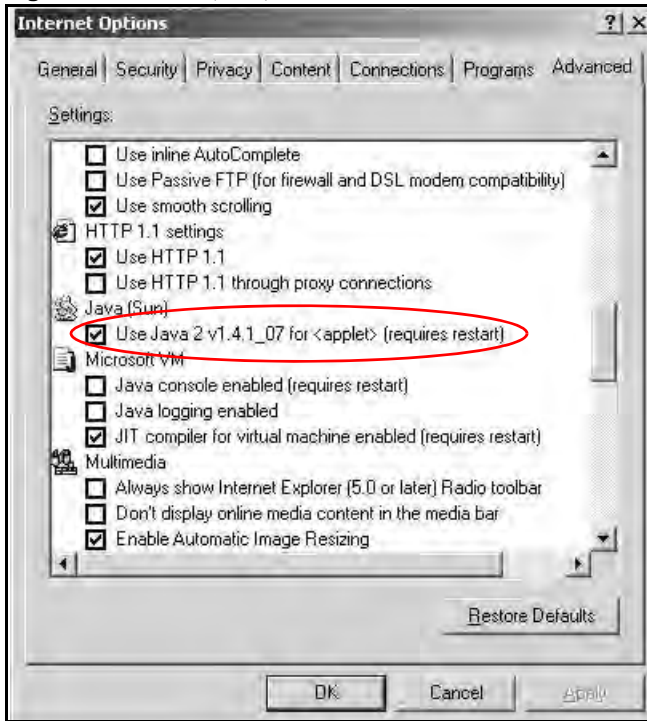 Internet Options
General Security Privacy Content Connections Programs Advanced
Settings:
Use inline AutoComplete
Use Passive FTP (for firewall and DSL modem compatibility)
Use smooth scrolling
HTTP 1.1 settings
Use HTTP 1.1
Use HTTP 1.1 through proxy connections
Java (Sun)
Use Java 2 v1.4.1_07 for <applet> (requires restart)
Microsoft VM
Java console enabled (requires restart)
Java logging enabled
JIT compiler for virtual machine enabled (requires restart)
Multimedia
Always show Internet Explorer (5.0 or later) Radio toolbar
Don't display online media content in the media bar
Enable Automatic Image Resizing
Restore Defaults
OK Cancel Apply